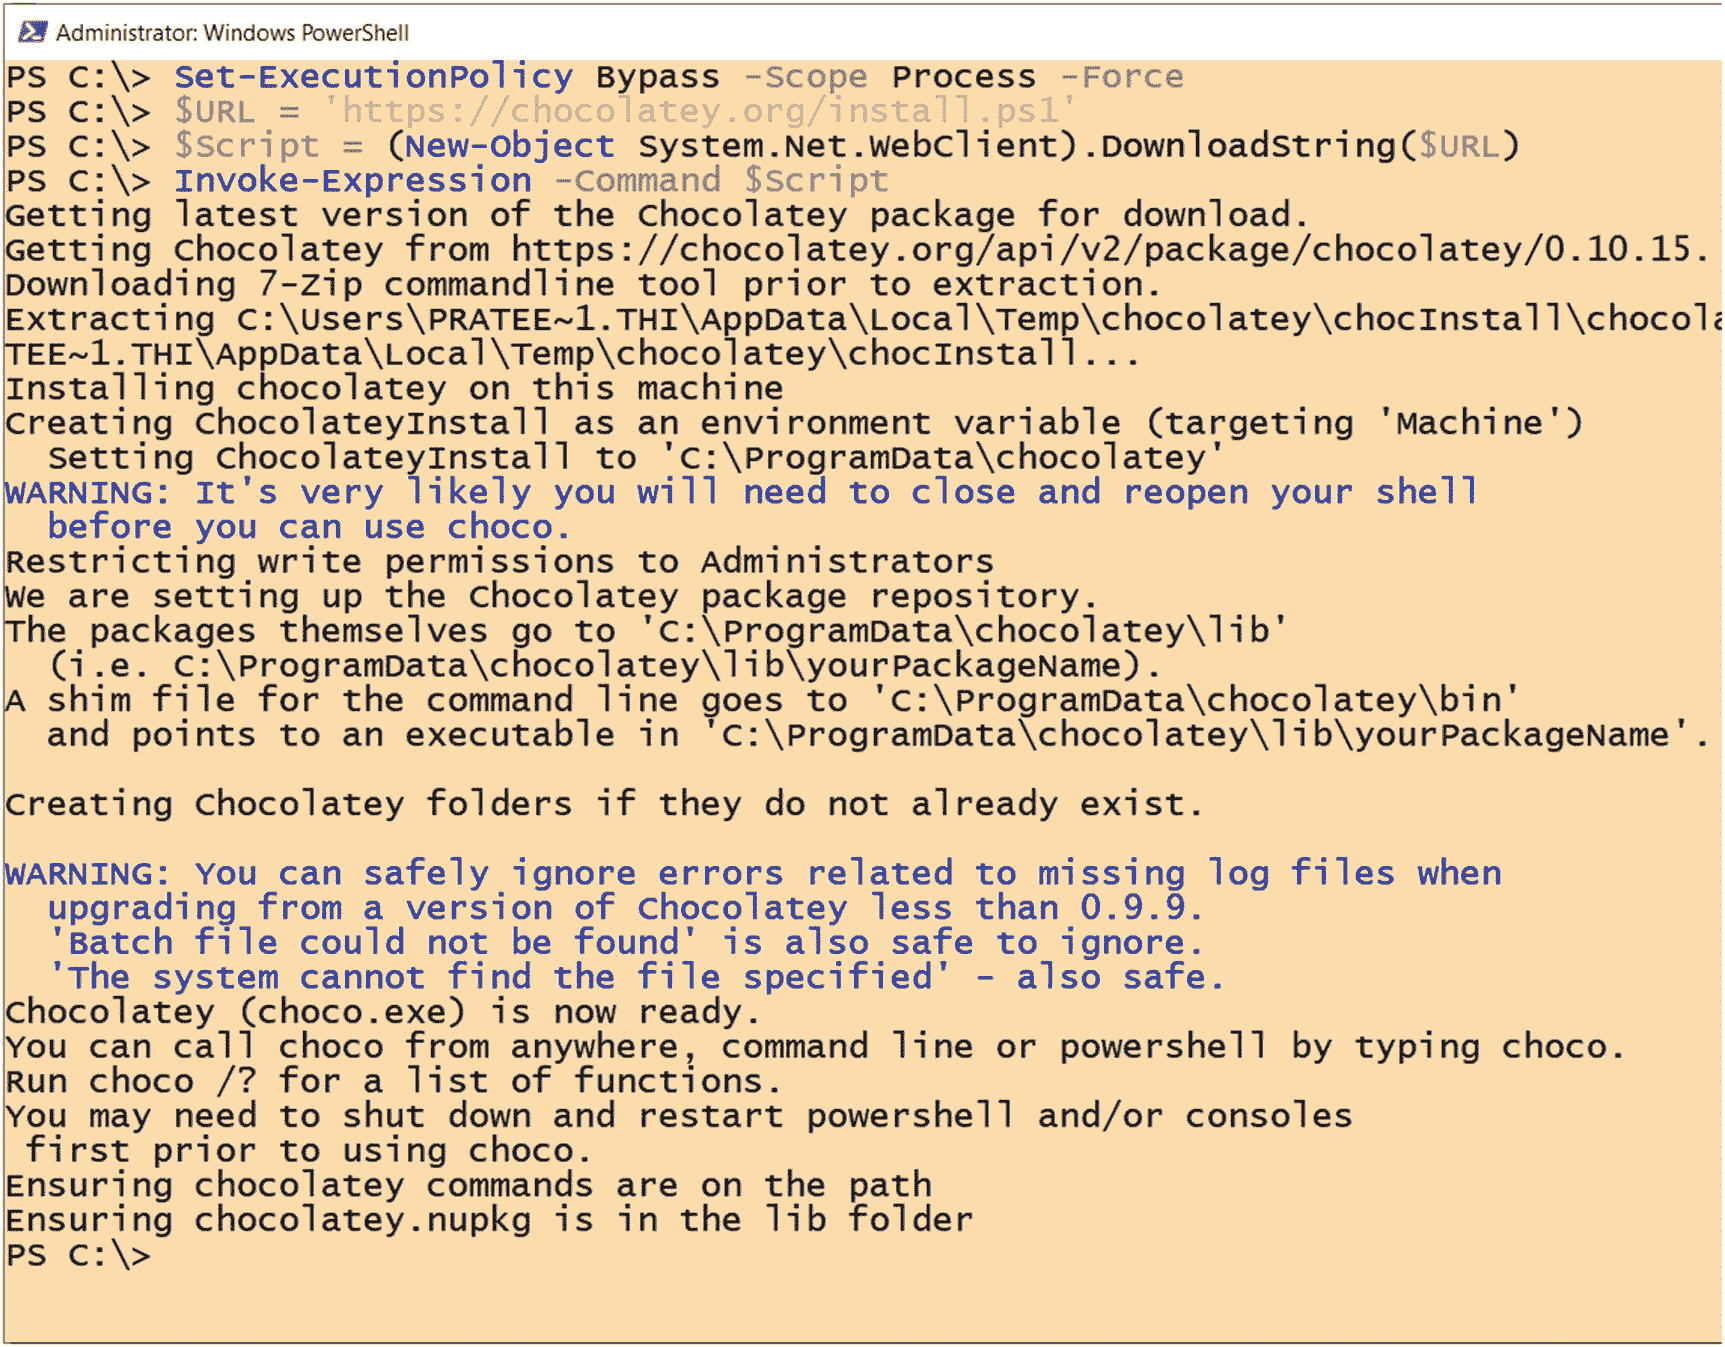 Administrator: Windows PowerShell
PS C:\> Set-ExecutionPolicy Bypass -Scope Process -Force
PS C:\> $URL = 'https://chocolatey.org/install.ps1'
PS C:\> $Script = (New-Object System.Net.WebClient).DownloadString($URL)
PS C:\> Invoke-Expression -Command $Script
Getting latest version of the Chocolatey package for download.
Getting Chocolatey from https://chocolatey.org/api/v2/package/chocolatey/0.10.15.
Downloading 7-Zip commandline tool prior to extraction.
Extracting C:\Users\PRATEE~1.THI\AppData\Local\Temp\chocolatey\chocInstall\chocola
TEE~1.THI\AppData\Local\Temp\chocolatey\chocInstall...
Installing chocolatey on this machine
Creating ChocolateyInstall as an environment variable (targeting 'Machine')
  Setting ChocolateyInstall to 'C:\ProgramData\chocolatey'
WARNING: It's very likely you will need to close and reopen your shell
  before you can use choco.
Restricting write permissions to Administrators
We are setting up the Chocolatey package repository.
The packages themselves go to 'C:\ProgramData\chocolatey\lib'
  (i.e. C:\ProgramData\chocolatey\lib\yourPackageName).
A shim file for the command line goes to 'C:\ProgramData\chocolatey\bin'
  and points to an executable in 'C:\ProgramData\chocolatey\lib\yourPackageName'.
Creating Chocolatey folders if they do not already exist.
WARNING: You can safely ignore errors related to missing log files when
  upgrading from a version of Chocolatey less than 0.9.9.
  'Batch file could not be found' is also safe to ignore.
  'The system cannot find the file specified' - also safe.
Chocolatey (choco.exe) is now ready.
You can call choco from anywhere, command line or powershell by typing choco.
Run choco /? for a list of functions.
You may need to shut down and restart powershell and/or consoles
 first prior to using choco.
Ensuring chocolatey commands are on the path
Ensuring chocolatey.nupkg is in the lib folder
PS C:\>